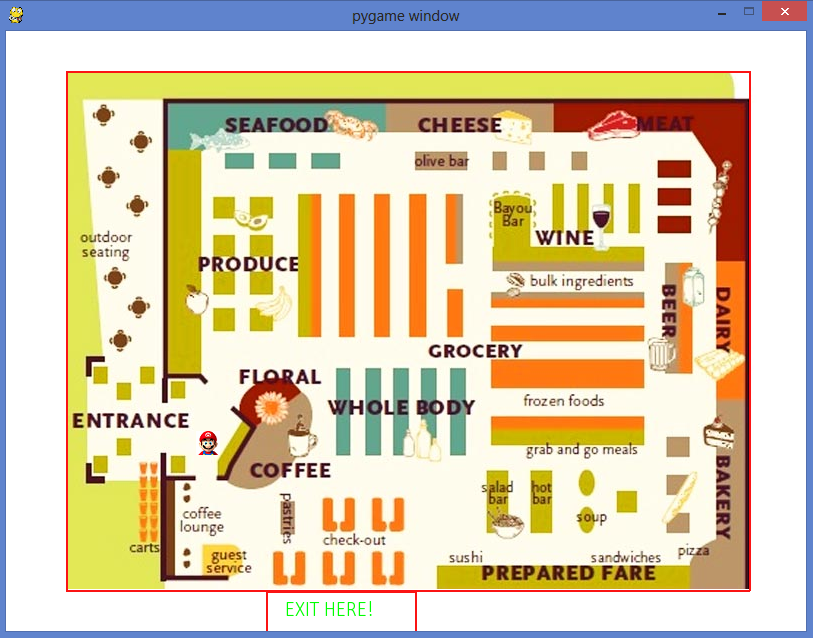 pygame window
SEAFOOD
CHEESE
MEAT
olive bar
Bayou
Bar
WINE
outdoor
seating
PRODUCE
bulk ingredients
BEER
DAIRY
GROCERY
FLORAL
WHOLE BODY
frozen foods
ENTRANCE
grab and go meals
COFFEE
BAKERY
salad
bar
hot
bar
soup
pastries
coffee
lounge
check-out
carts
guest
service
sushi
sandwiches
pizza
PREPARED FARE
EXIT HERE!